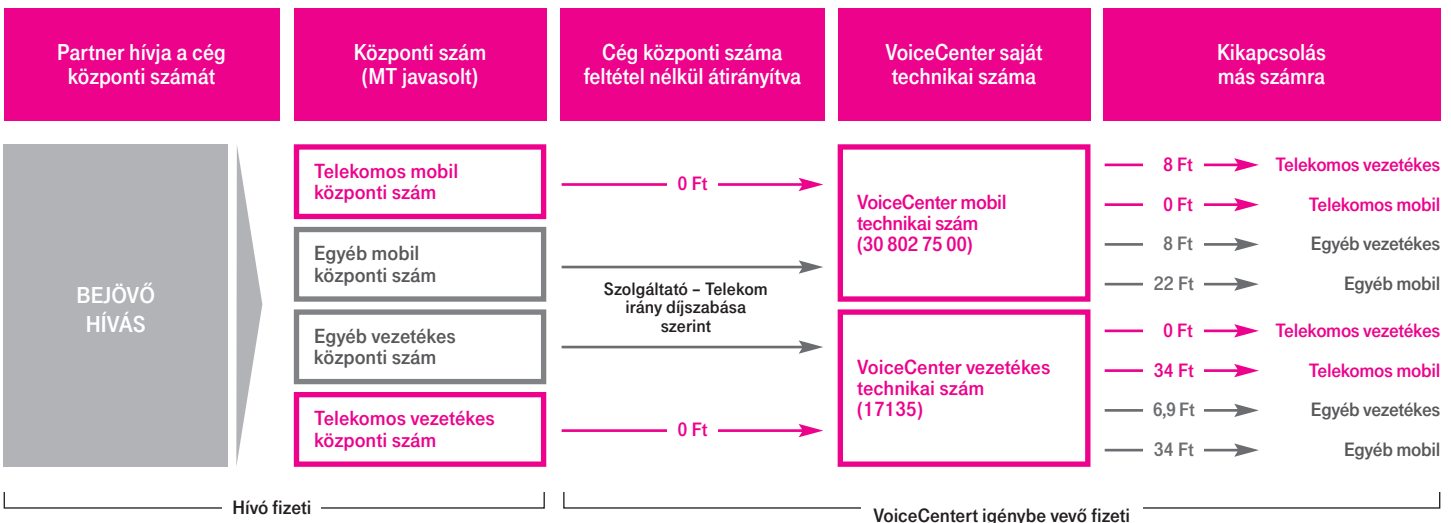 Partner hívja a cég
központi számát
Központi szám
(MT javasolt)
Cég központi száma
feltétel nélkül átirányítva
VoiceCenter saját
technikai száma
Kikapcsolás
más számra
BEJÖVŐ
HÍVÁS
Telekomos mobil
központi szám
Egyéb mobil
központi szám
Egyéb vezetékes
központi szám
Telekomos vezetékes
központi szám
0 Ft
Szolgáltató – Telekom
irány díjszabása
szerint
0 Ft
VoiceCenter mobil
technikai szám
(30 802 75 00)
VoiceCenter vezetékes
technikai szám
(17135)
8 Ft Telekomos vezetékes
0 Ft Telekomos mobil
8 Ft Egyéb vezetékes
22 Ft Egyéb mobil
0 Ft Telekomos vezetékes
34 Ft Telekomos mobil
6,9 Ft Egyéb vezetékes
34 Ft Egyéb mobil
Hívó fizeti
VoiceCentert igénybe vevő fizeti